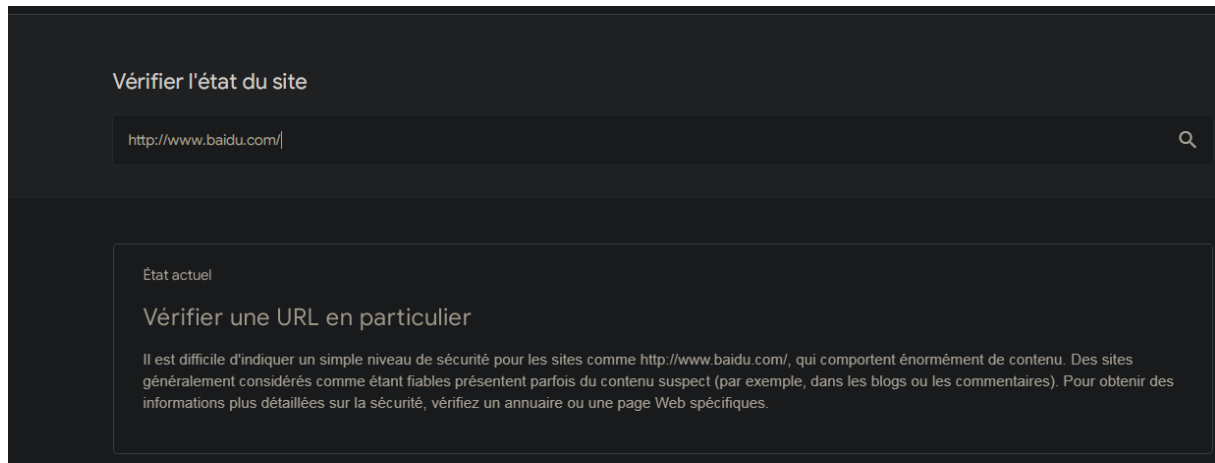 Vérifier l'état du site
http://www.baidu.com/
État actuel
Vérifier une URL en particulier
Il est difficile d'indiquer un simple niveau de sécurité pour les sites comme http://www.baidu.com/, qui comportent énormément de contenu. Des sites
généralement considérés comme étant fiables présentent parfois du contenu suspect (par exemple, dans les blogs ou les commentaires). Pour obtenir des
informations plus détaillées sur la sécurité, vérifiez un annuaire ou une page Web spécifiques.